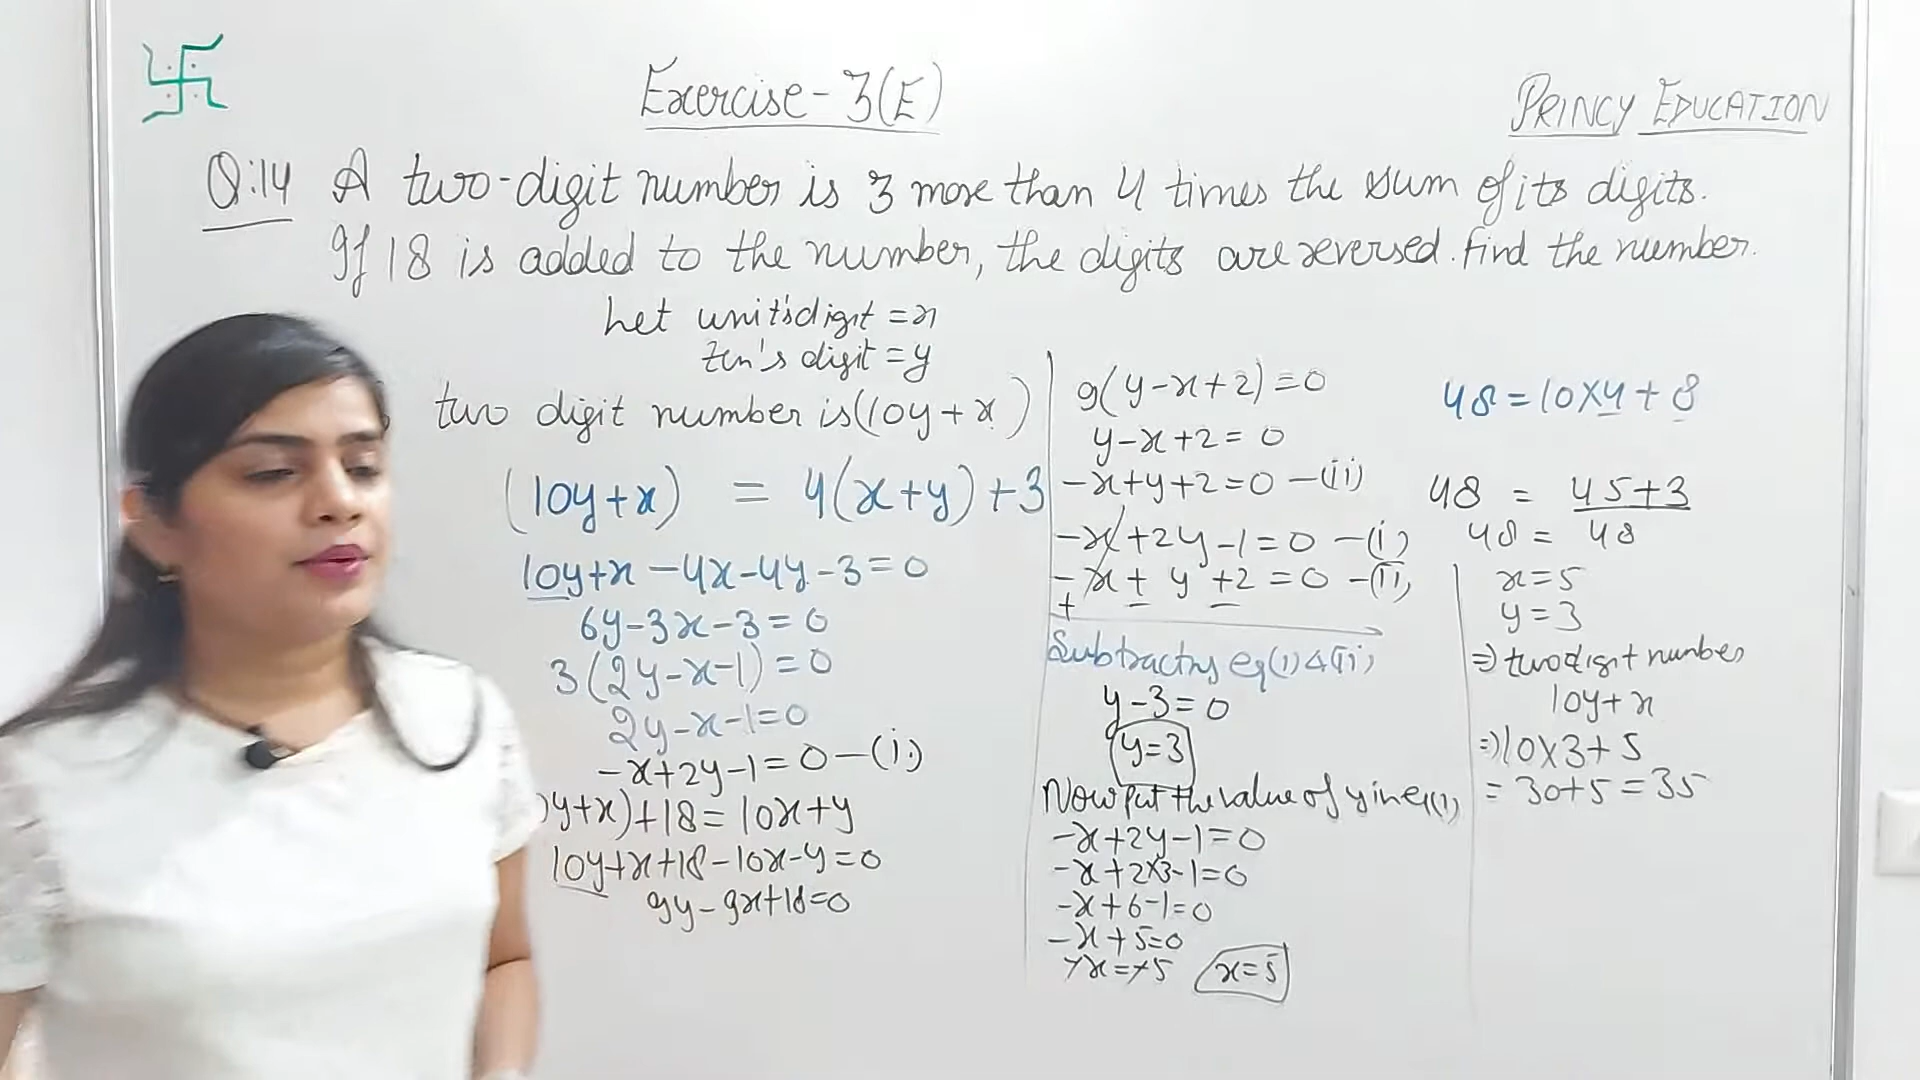 Exercise-3(E)
PRINCY EDUCATION
Q:14 A two-digit number is 3 more than 4 times the sum of its digits.
If 18 is added to the number, the digits are reversed. Find the number.
Let unit's digit = x
ten's digit = y
two digit number is (10y+x)
(10y+x) = 4(x+y)+3
10y+x-4x-4y-3=0
6y-3x-3=0
3(2y-x-1)=0
2y-x-1=0
-x+2y-1=0-(i)
y+x)+18=10x+y
10y+x+18-10x-y=0
9y-9x+18=0
9(y-x+2)=0
y-x+2=0
-x+y+2=0-(ii)
-x+2y-1=0-(i)
-x+y+2=0-(ii)
+ - -
Subtracting eq(i)&(ii)
y-3=0
y=3
Now put the value of y in eq(i)
-x+2y-1=0
-x+2×3-1=0
-x+6-1=0
-x+5=0
-x=-5 x=5
48=10×4+8
48 = 45+3
48 = 48
x=5
y=3
⇒ two digit number
10y+x
⇒10×3+5
= 30+5=35